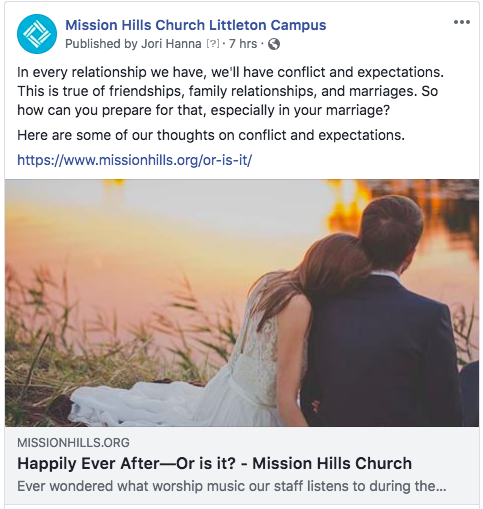 Mission Hills Church Littleton Campus
Published by Jori Hanna [?] · 7 hrs ·
In every relationship we have, we'll have conflict and expectations.
This is true of friendships, family relationships, and marriages. So
how can you prepare for that, especially in your marriage?
Here are some of our thoughts on conflict and expectations.
https://www.missionhills.org/or-is-it/
MISSIONHILLS.ORG
Happily Ever After—Or is it? - Mission Hills Church
Ever wondered what worship music our staff listens to during the...